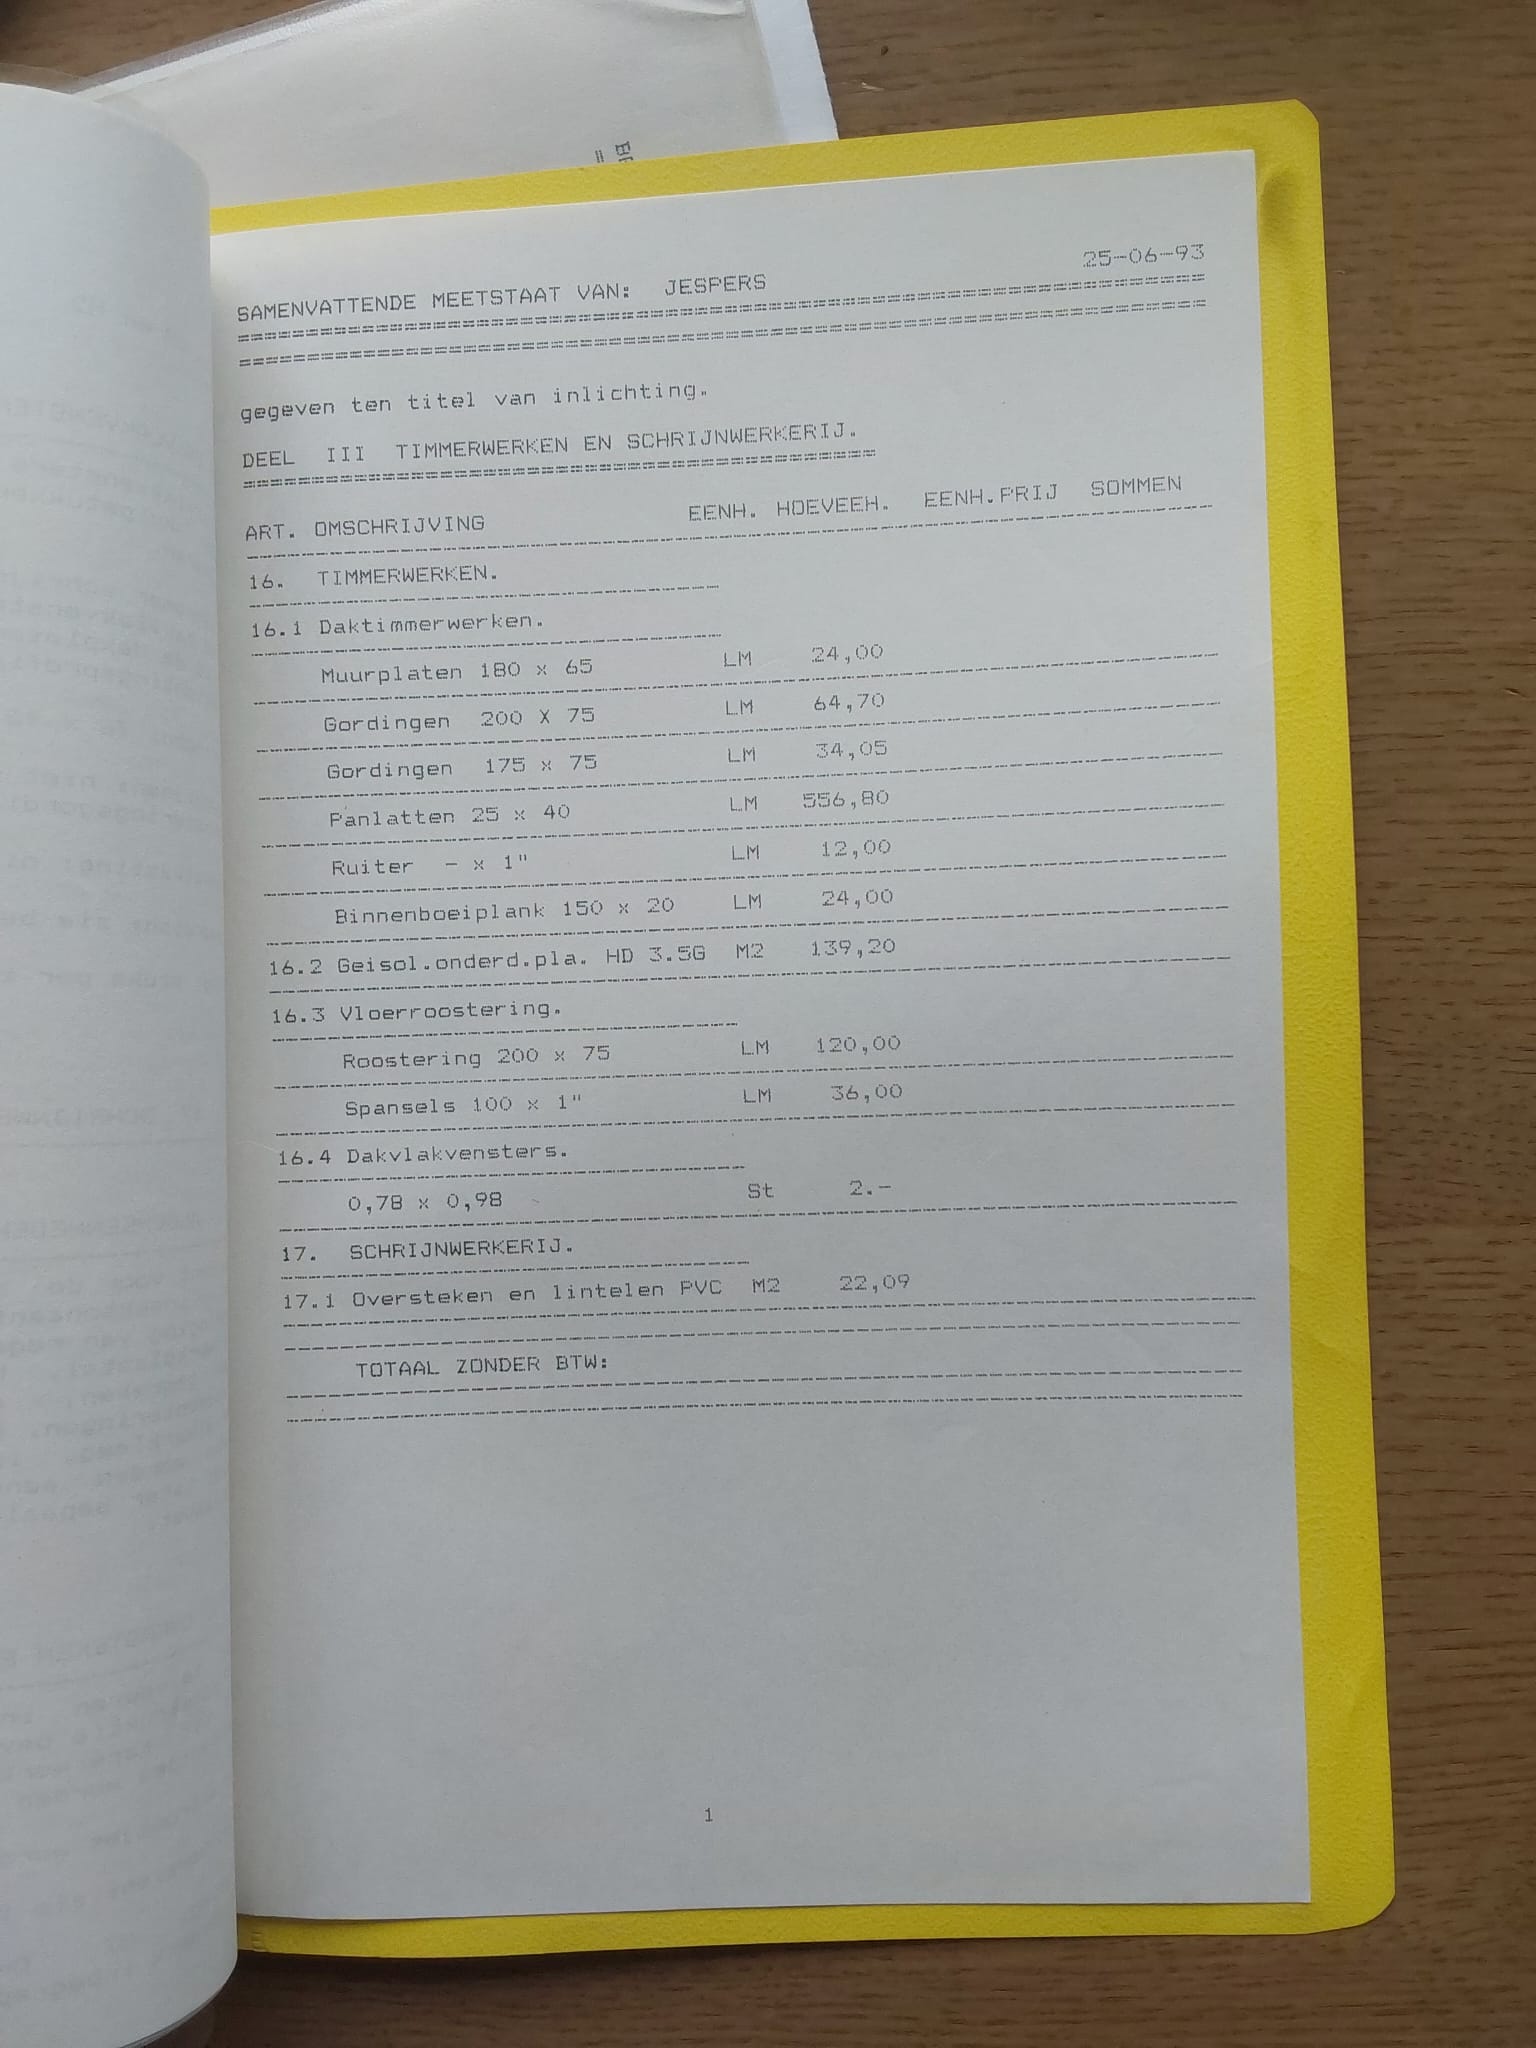 SAMENVATTENDE MEETSTAAT VAN: JESPERS 25-06-93
gegeven ten titel van inlichting.
DEEL III TIMMERWERKEN EN SCHRIJNWERKERIJ.
ART. OMSCHRIJVING EENH. HOEVEEH. EENH.PRIJ SOMMEN
16. TIMMERWERKEN.
16.1 Daktimmerwerken.
Muurplaten 180 x 65 LM 24,00
Gordingen 200 X 75 LM 64,70
Gordingen 175 x 75 LM 34,05
Panlatten 25 x 40 LM 556,80
Ruiter - x 1" LM 12,00
Binnenboeiplank 150 x 20 LM 24,00
16.2 Geisol.onderd.pla. HD 3.5G M2 139,20
16.3 Vloerroostering.
Roostering 200 x 75 LM 120,00
Spansels 100 x 1" LM 36,00
16.4 Dakvlakvensters.
0,78 x 0,98 St 2.-
17. SCHRIJNWERKERIJ.
17.1 Oversteken en lintelen PVC M2 22,09
TOTAAL ZONDER BTW:
1